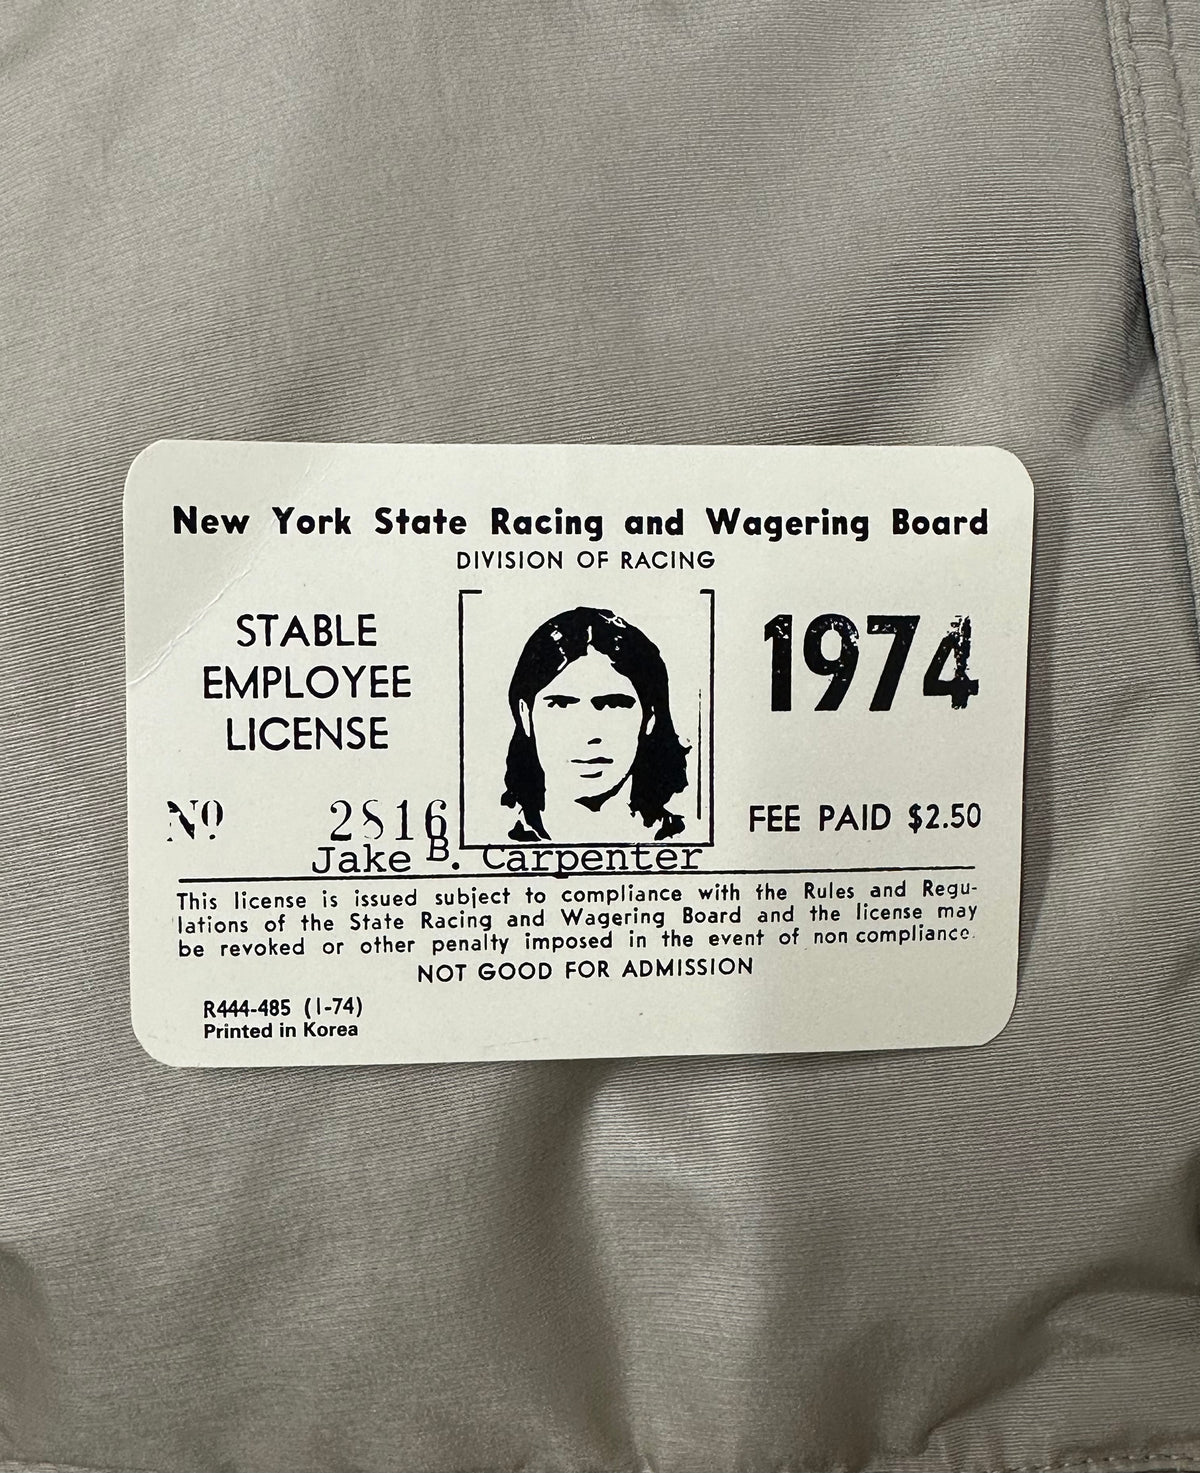 New York State Racing and Wagering Board
DIVISION OF RACING
STABLE
EMPLOYEE
LICENSE
1974
Nº 2816
FEE PAID $2.50
Jake B. Carpenter
This license is issued subject to compliance with the Rules and Regu-
lations of the State Racing and Wagering Board and the license may
be revoked or other penalty imposed in the event of non compliance.
NOT GOOD FOR ADMISSION
R444-485 (1-74)
Printed in Korea